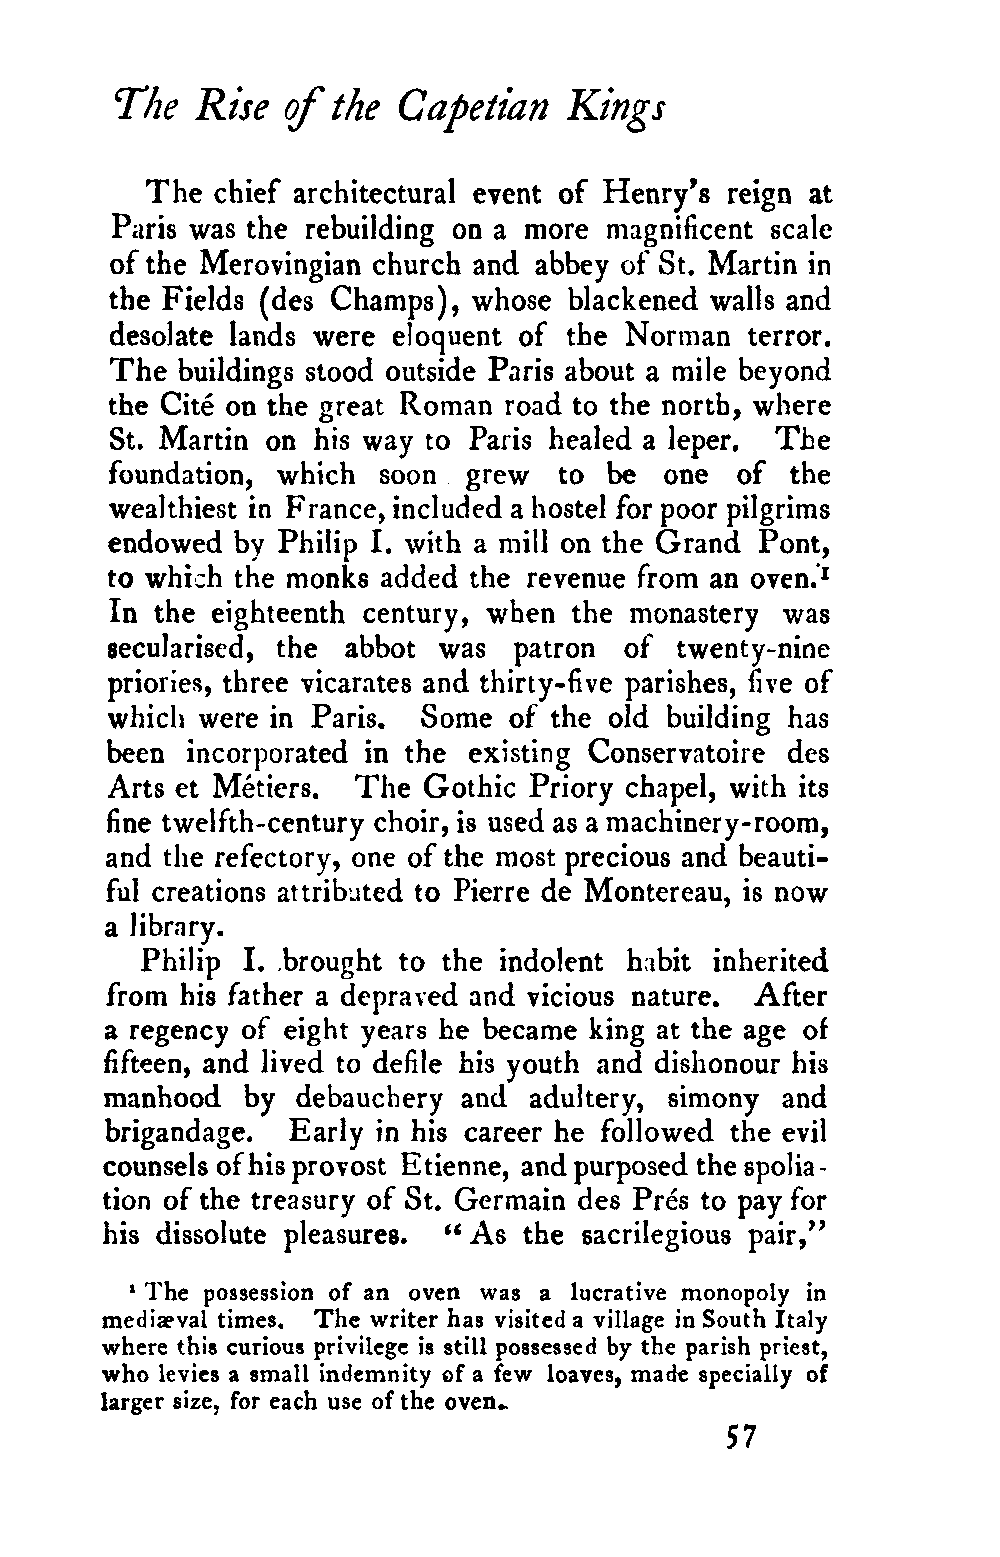 The Rise of the Capetian Kings
The chief architectural event of Henry's reign at
Paris was the rebuilding on a more magnificent scale
of the Merovingian church and abbey of St. Martin in
the Fields (des Champs), whose blackened walls and
desolate lands were eloquent of the Norman terror.
The buildings stood outside Paris about a mile beyond
the Cité on the great Roman road to the north, where
St. Martin on his way to Paris healed a leper. The
foundation, which soon grew to be one of the
wealthiest in France, included a hostel for poor pilgrims
endowed by Philip I. with a mill on the Grand Pont,
to which the monks added the revenue from an oven.¹
In the eighteenth century, when the monastery was
secularised, the abbot was patron of twenty-nine
priories, three vicarates and thirty-five parishes, five of
which were in Paris. Some of the old building has
been incorporated in the existing Conservatoire des
Arts et Métiers. The Gothic Priory chapel, with its
fine twelfth-century choir, is used as a machinery-room,
and the refectory, one of the most precious and beauti-
ful creations attributed to Pierre de Montereau, is now
a library.
Philip I. brought to the indolent habit inherited
from his father a depraved and vicious nature. After
a regency of eight years he became king at the age of
fifteen, and lived to defile his youth and dishonour his
manhood by debauchery and adultery, simony and
brigandage. Early in his career he followed the evil
counsels of his provost Etienne, and purposed the spolia-
tion of the treasury of St. Germain des Prés to pay for
his dissolute pleasures. "As the sacrilegious pair,"
¹ The possession of an oven was a lucrative monopoly in
mediæval times. The writer has visited a village in South Italy
where this curious privilege is still possessed by the parish priest,
who levies a small indemnity of a few loaves, made specially of
larger size, for each use of the oven.
57